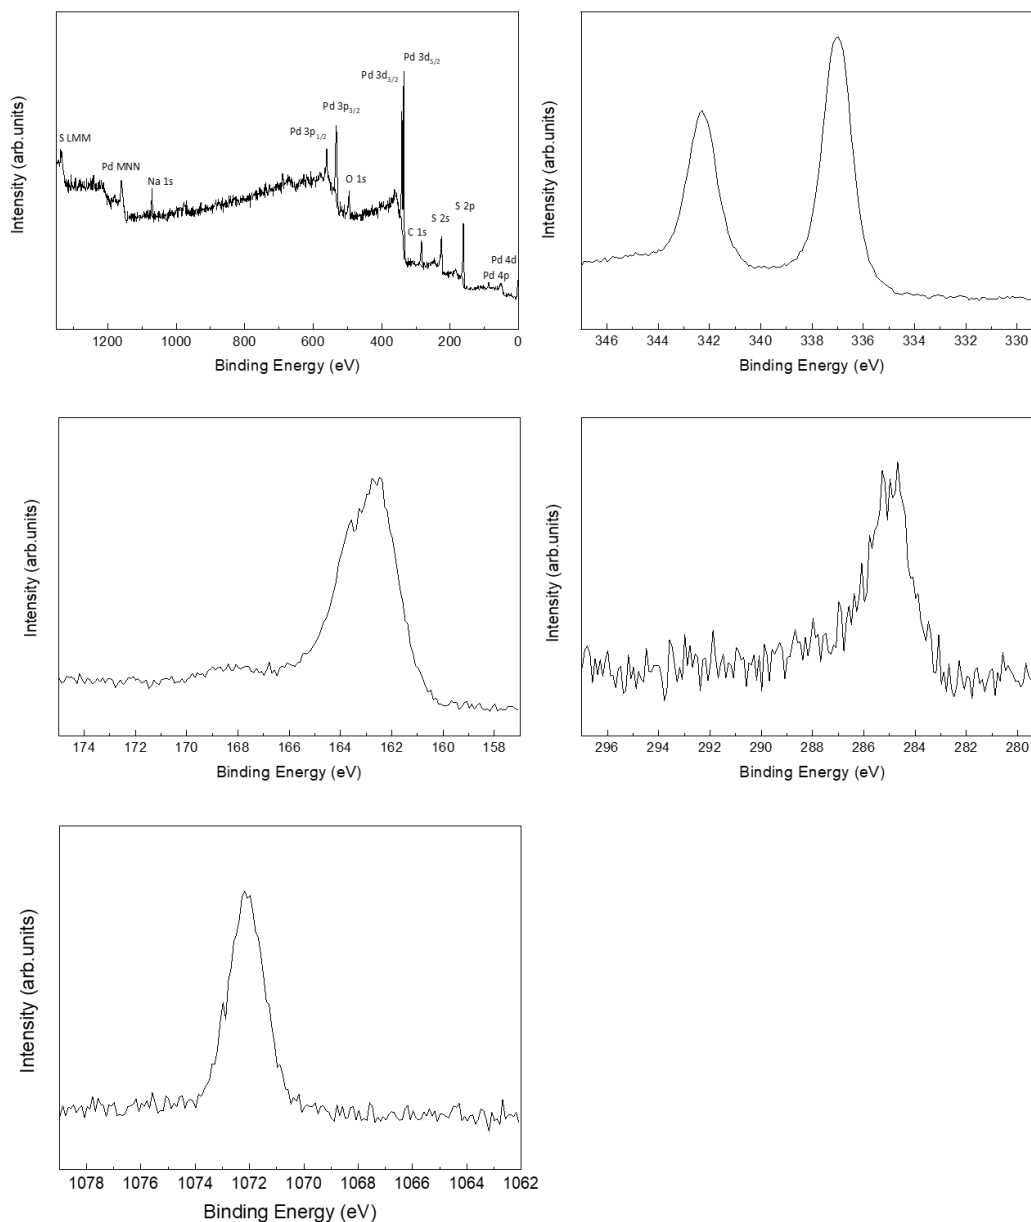 Intensity (arb.units)
S LMM
Pd MNN
Na 1s
Pd 3p1/2
Pd 3p3/2
O 1s
Pd 3d3/2
Pd 3d5/2
C 1s
S 2s
S 2p
Pd 4d
Pd 4p
1200 1000 800 600 400 200 0
Binding Energy (eV)
Intensity (arb.units)
346 344 342 340 338 336 334 332 330
Binding Energy (eV)
Intensity (arb.units)
174 172 170 168 166 164 162 160 158
Binding Energy (eV)
Intensity (arb.units)
296 294 292 290 288 286 284 282 280
Binding Energy (eV)
Intensity (arb.units)
1078 1076 1074 1072 1070 1068 1066 1064 1062
Binding Energy (eV)